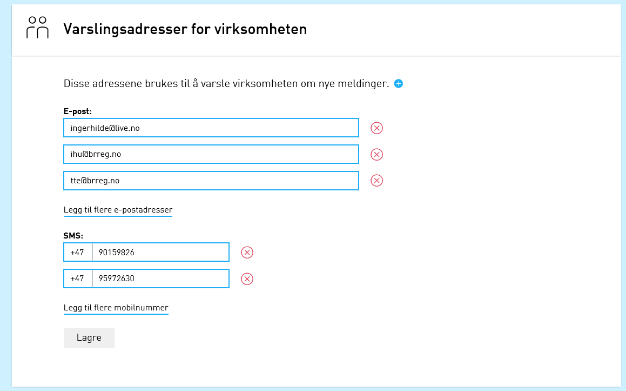 Varslingsadresser for virksomheten
Disse adressene brukes til å varsle virksomheten om nye meldinger.
E-post:
ingerhilde@live.no
ihu@brreg.no
tte@brreg.no
Legg til flere e-postadresser
SMS:
+47 90159826
+47 95972630
Legg til flere mobilnummer
Lagre